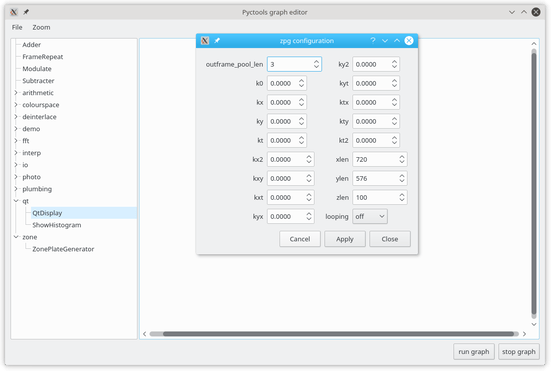 Pyctools graph editor
File Zoom
Adder
FrameRepeat
Modulate
Subtracter
arithmetic
colourspace
deinterlace
demo
fft
interp
io
photo
plumbing
qt
QtDisplay
ShowHistogram
zone
ZonePlateGenerator
zpg configuration
outframe_pool_len 3 ky2 0.0000
k0 0.0000 kyt 0.0000
kx 0.0000 ktx 0.0000
ky 0.0000 kty 0.0000
kt 0.0000 kt2 0.0000
kx2 0.0000 xlen 720
kxy 0.0000 ylen 576
kxt 0.0000 zlen 100
kyx 0.0000 looping off
Cancel Apply Close
run graph stop graph